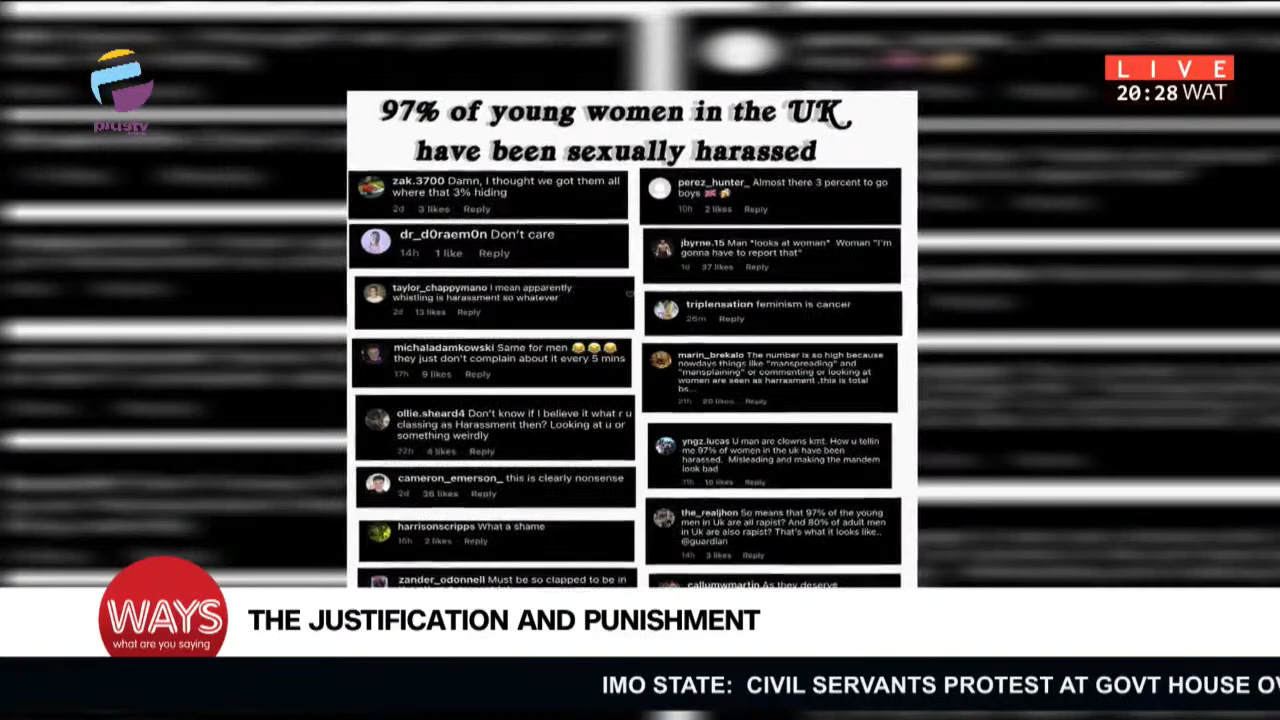 plustv
LIVE
20:28 WAT
97% of young women in the UK
have been sexually harassed
zak.3700 Damn, I thought we got them all
where that 3% hiding
2d 3 likes Reply
dr_d0raem0n Don't care
14h 1 like Reply
taylor_chappymano I mean apparently
whistling is harassment so whatever
2d 13 likes Reply
michaladamkowski Same for men 😂😂😂
they just don't complain about it every 5 mins
17h 9 likes Reply
ollie.sheard4 Don't know if I believe it what r u
classing as Harassment then? Looking at u or
something weirdly
22h 4 likes Reply
cameron_emerson_ this is clearly nonsense
2d 36 likes Reply
harrisonscripps What a shame
16h 2 likes Reply
zander_odonnell Must be so clapped to be in
perez_hunter_ Almost there 3 percent to go
boys 🇬🇧
10h 2 likes Reply
jbyrne.15 Man *looks at woman* Woman "I'm
gonna have to report that"
1d 37 likes Reply
triplensation feminism is cancer
26m Reply
marin_brekalo The number is so high because
nowdays things like "manspreading" and
"mansplaining" or commenting or looking at
women are seen as harrasment ,this is total
bs...
21h 20 likes Reply
yngz.lucas U man are clowns kmt. How u tellin
me 97% of women in the uk have been
harassed. Misleading and making the mandem
look bad
11h 10 likes Reply
the_realjhon So means that 97% of the young
men in Uk are all rapist? And 80% of adult men
in Uk are also rapist? That's what it looks like..
@guardian
14h 3 likes Reply
callumwmartin As they deserve
WAYS
what are you saying
THE JUSTIFICATION AND PUNISHMENT
IMO STATE: CIVIL SERVANTS PROTEST AT GOVT HOUSE OV